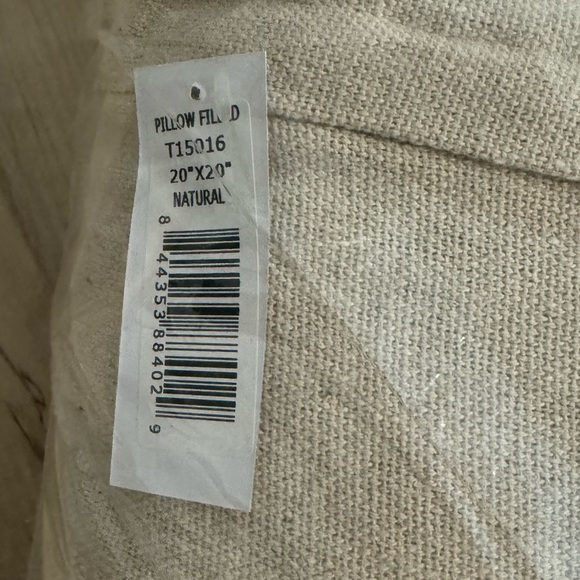 PILLOW FILLED
T15016
20"X20"
NATURAL
8 44353 88402 9